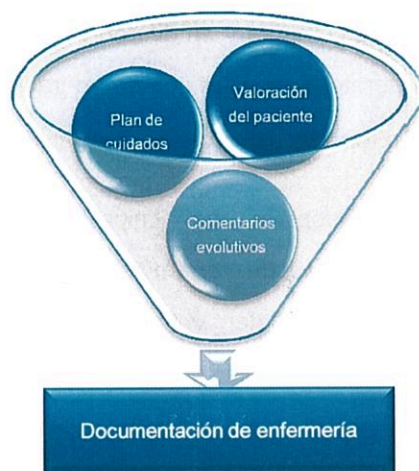 Plan de
cuidados
Valoración
del paciente
Comentarios
evolutivos
Documentación de enfermería